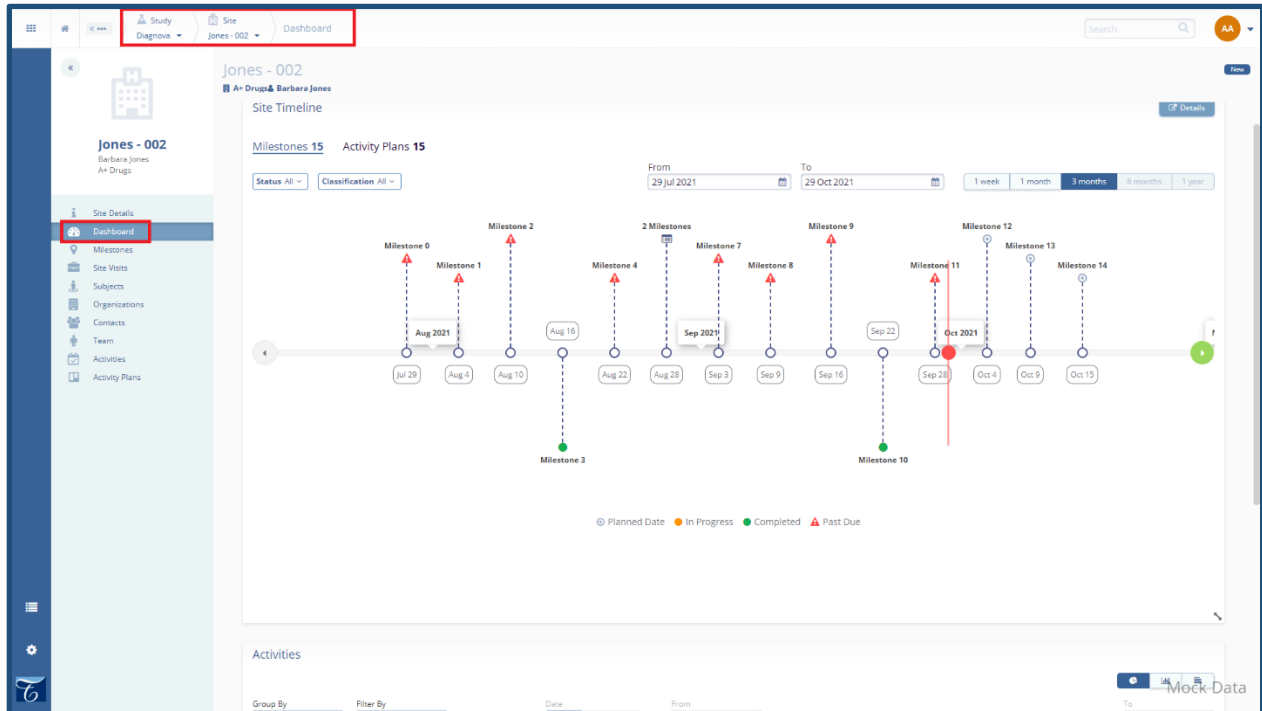 Study
Diagnova
Site
Jones - 002
Dashboard
Search
AA
Jones - 002
A+ Drugs Barbara Jones
New
Jones - 002
Barbara Jones
A+ Drugs
Site Details
Dashboard
Milestones
Site Visits
Subjects
Organizations
Contacts
Team
Activities
Activity Plans
Site Timeline
Details
Milestones 15 Activity Plans 15
From To
Status All Classification All 29 Jul 2021 29 Oct 2021 1 week 1 month 3 months 6 months 1 year
Milestone 2 2 Milestones Milestone 9 Milestone 12
Milestone 0 Milestone 7 Milestone 13
Milestone 1 Milestone 4 Milestone 8 Milestone 11 Milestone 14
Aug 2021 Aug 16 Sep 2021 Sep 22 Oct 2021
Jul 29 Aug 4 Aug 10 Aug 22 Aug 28 Sep 3 Sep 9 Sep 16 Sep 28 Oct 4 Oct 9 Oct 15
Milestone 3 Milestone 10
Planned Date In Progress Completed Past Due
Activities
Mock Data
Group By Filter By Date From To